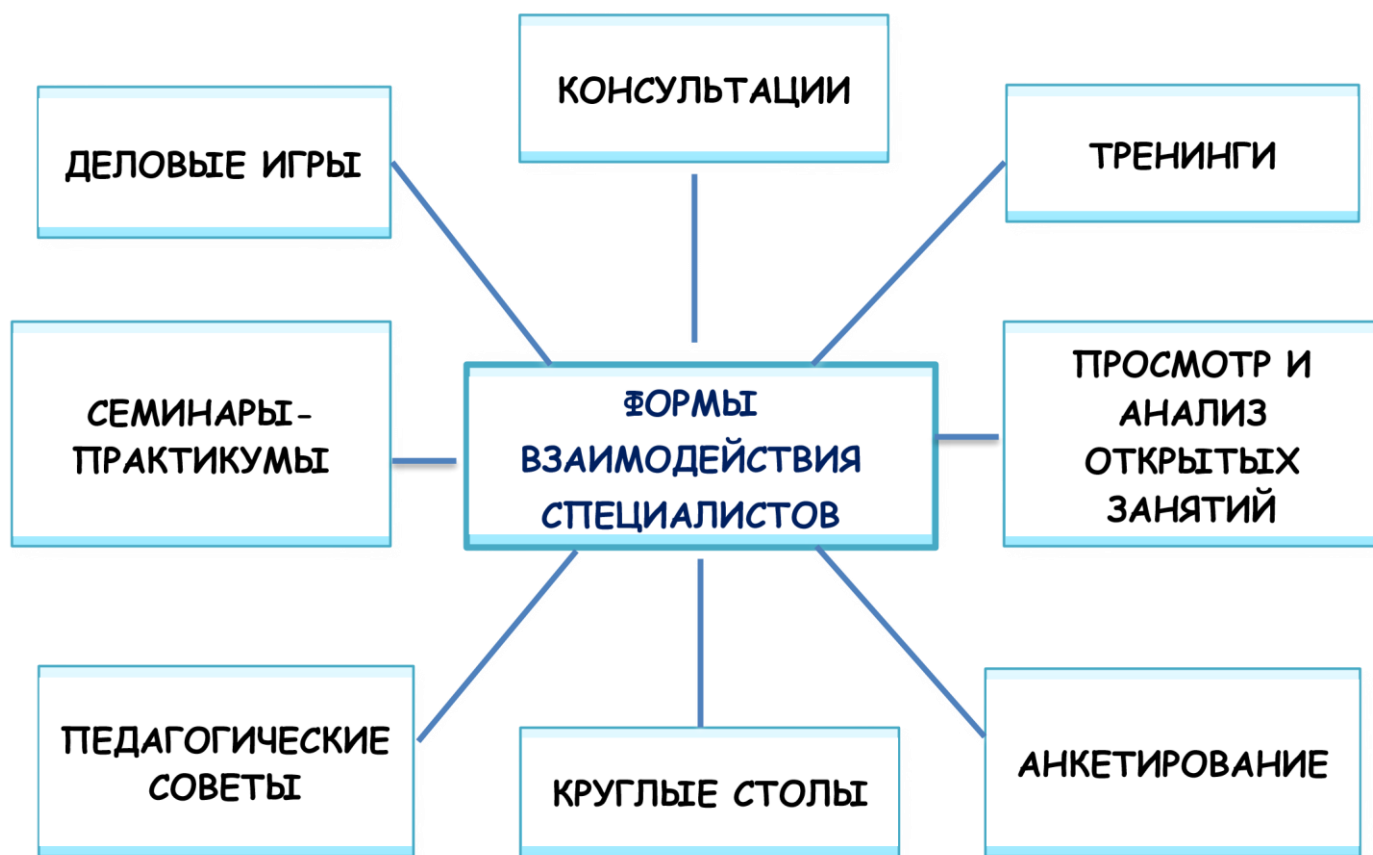 КОНСУЛЬТАЦИИ
ДЕЛОВЫЕ ИГРЫ
ТРЕНИНГИ
СЕМИНАРЫ-
ПРАКТИКУМЫ
ФОРМЫ
ВЗАИМОДЕЙСТВИЯ
СПЕЦИАЛИСТОВ
ПРОСМОТР И
АНАЛИЗ
ОТКРЫТЫХ
ЗАНЯТИЙ
ПЕДАГОГИЧЕСКИЕ
СОВЕТЫ
КРУГЛЫЕ СТОЛЫ
АНКЕТИРОВАНИЕ